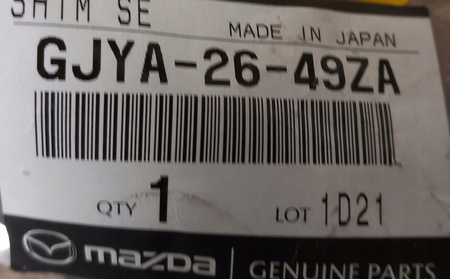 SHIM SE
MADE IN JAPAN
GJYA-26-49ZA
QTY 1 LOT 1D21
mazda GENUINE PARTS